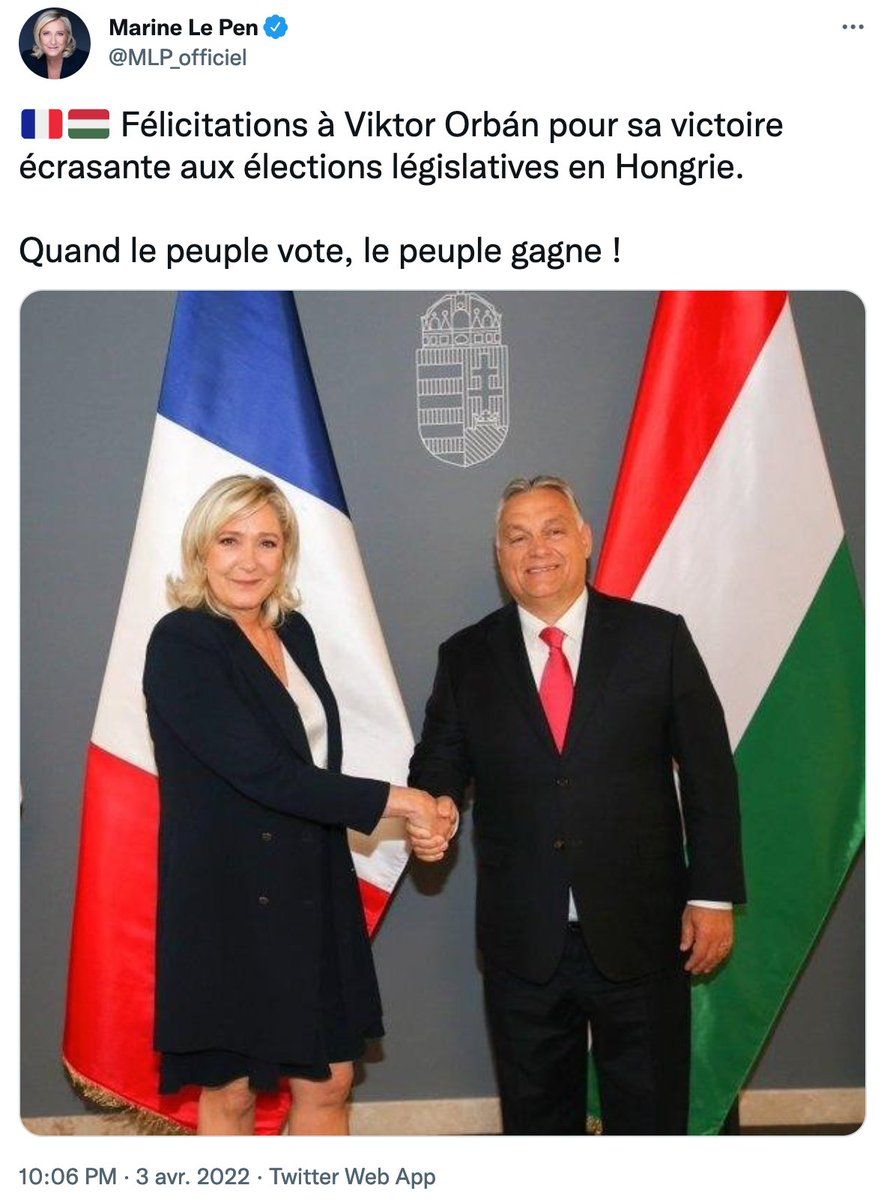 Marine Le Pen
@MLP_officiel
🇫🇷🇭🇺 Félicitations à Viktor Orbán pour sa victoire
écrasante aux élections législatives en Hongrie.
Quand le peuple vote, le peuple gagne !
10:06 PM · 3 avr. 2022 · Twitter Web App